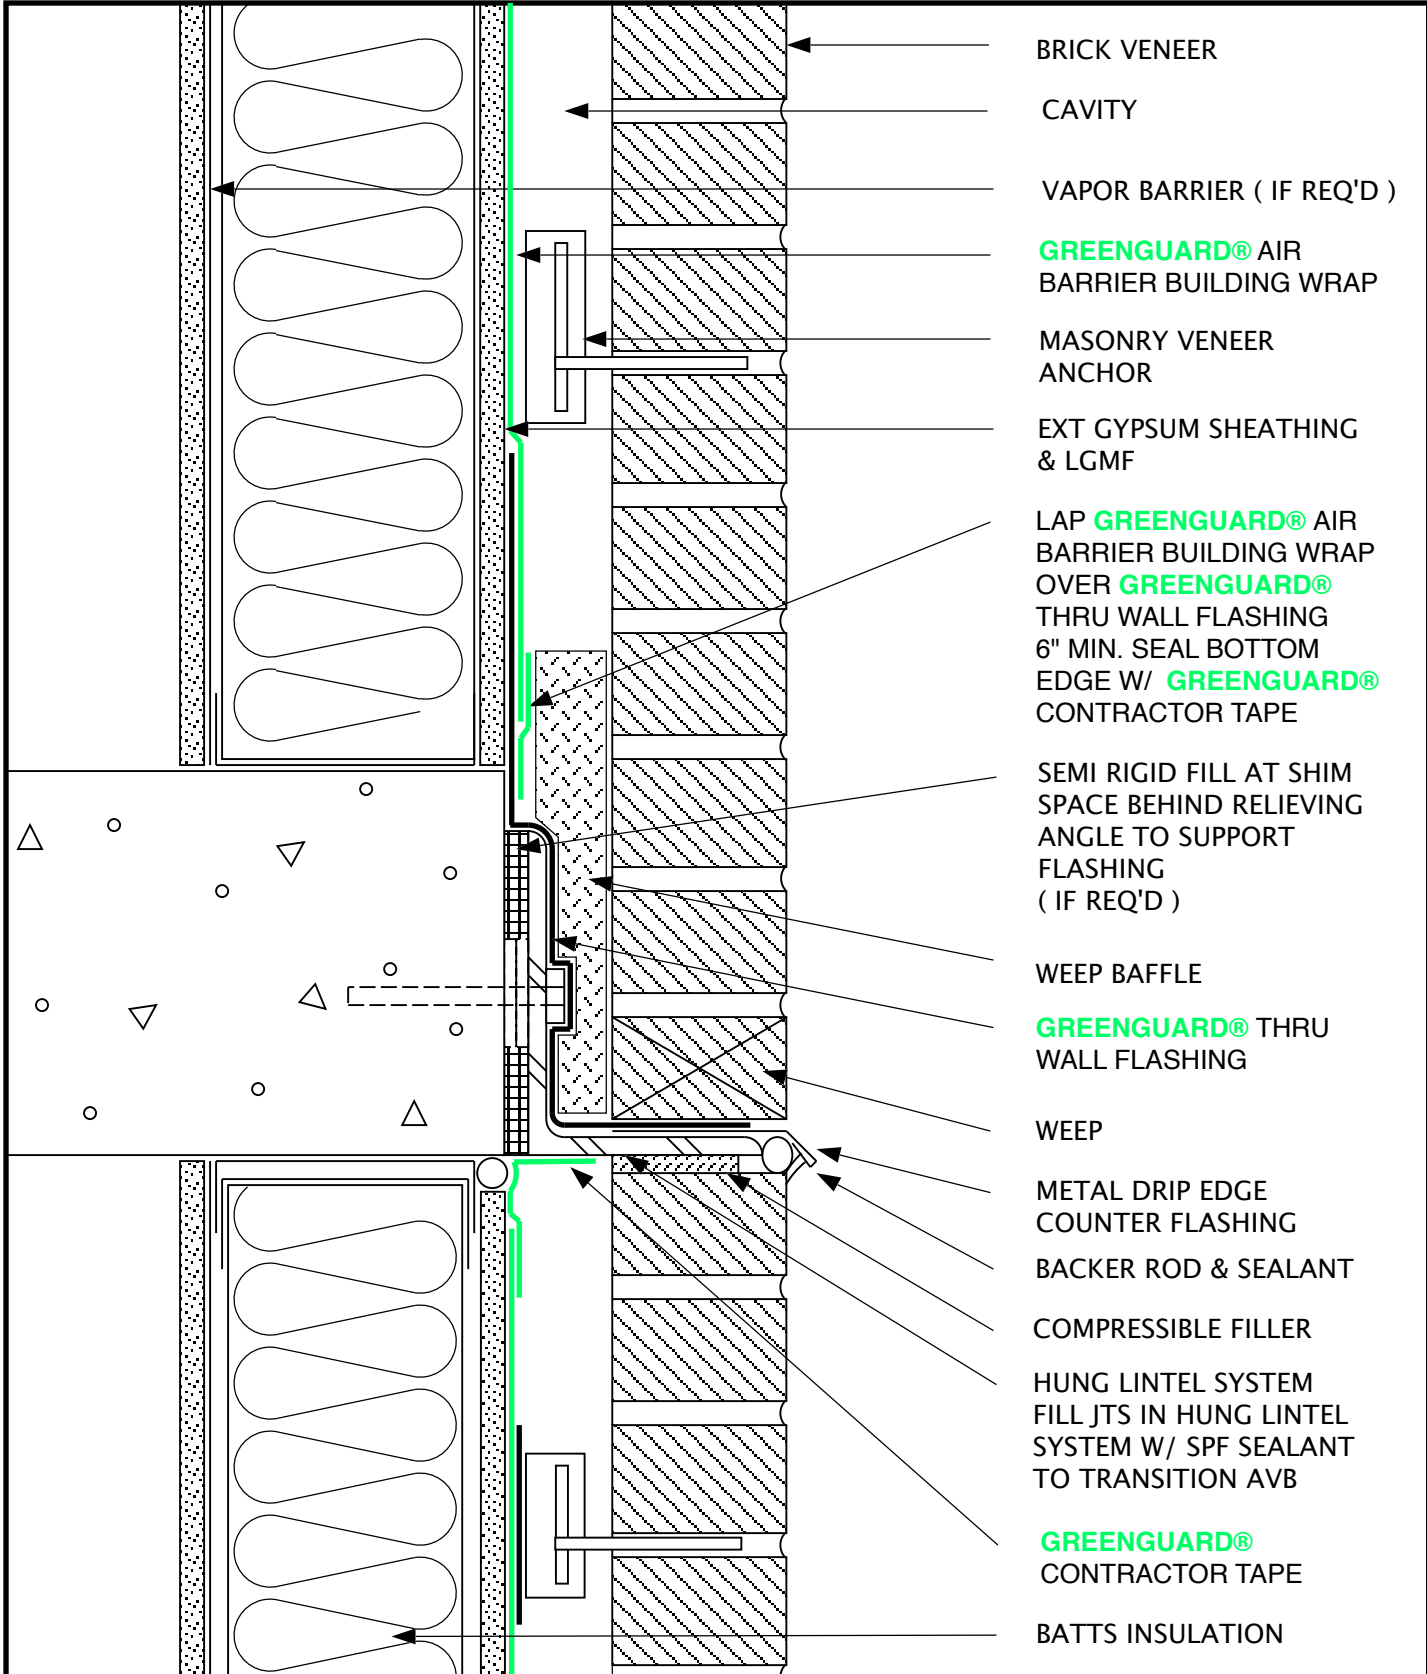 BRICK VENEER
CAVITY
VAPOR BARRIER ( IF REQ'D )
GREENGUARD® AIR
BARRIER BUILDING WRAP
MASONRY VENEER
ANCHOR
EXT GYPSUM SHEATHING
& LGMF
LAP GREENGUARD® AIR
BARRIER BUILDING WRAP
OVER GREENGUARD®
THRU WALL FLASHING
6" MIN. SEAL BOTTOM
EDGE W/ GREENGUARD®
CONTRACTOR TAPE
SEMI RIGID FILL AT SHIM
SPACE BEHIND RELIEVING
ANGLE TO SUPPORT
FLASHING
( IF REQ'D )
WEEP BAFFLE
GREENGUARD® THRU
WALL FLASHING
WEEP
METAL DRIP EDGE
COUNTER FLASHING
BACKER ROD & SEALANT
COMPRESSIBLE FILLER
HUNG LINTEL SYSTEM
FILL JTS IN HUNG LINTEL
SYSTEM W/ SPF SEALANT
TO TRANSITION AVB
GREENGUARD®
CONTRACTOR TAPE
BATTS INSULATION